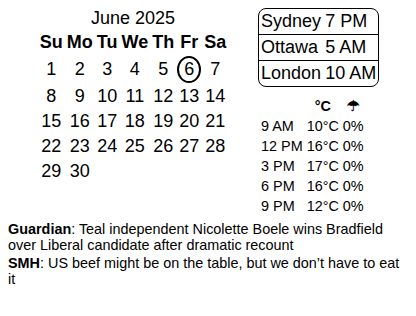 June 2025
Su Mo Tu We Th Fr Sa
1 2 3 4 5 6 7
8 9 10 11 12 13 14
15 16 17 18 19 20 21
22 23 24 25 26 27 28
29 30
Sydney 7 PM
Ottawa 5 AM
London 10 AM
°C ☂
9 AM 10°C 0%
12 PM 16°C 0%
3 PM 17°C 0%
6 PM 16°C 0%
9 PM 12°C 0%
Guardian: Teal independent Nicolette Boele wins Bradfield
over Liberal candidate after dramatic recount
SMH: US beef might be on the table, but we don’t have to eat
it